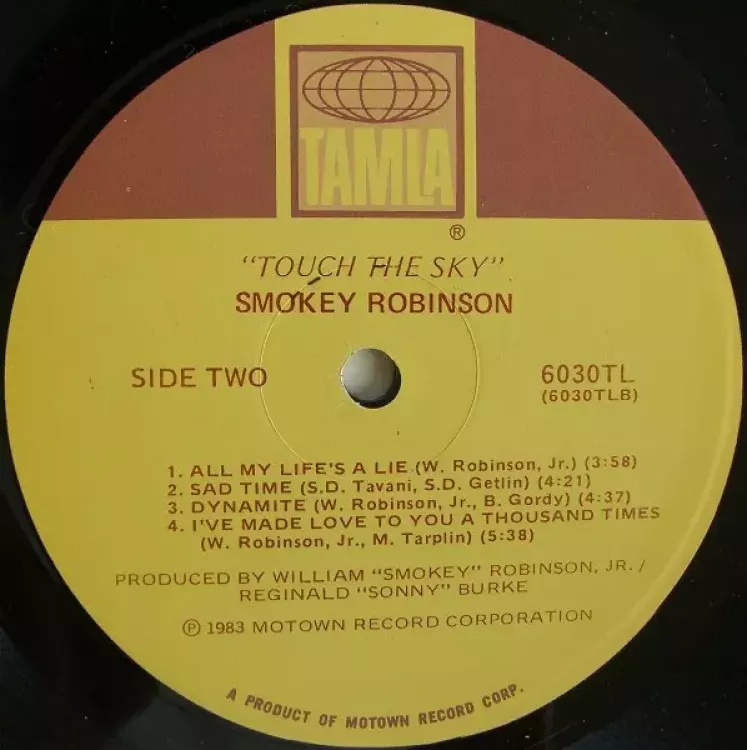 TAMLA
®
"TOUCH THE SKY"
SMOKEY ROBINSON
SIDE TWO
6030TL
(6030TLB)
1. ALL MY LIFE'S A LIE (W. Robinson, Jr.) (3:58)
2. SAD TIME (S.D. Tavani, S.D. Getlin) (4:21)
3. DYNAMITE (W. Robinson, Jr., B. Gordy) (4:37)
4. I'VE MADE LOVE TO YOU A THOUSAND TIMES
(W. Robinson, Jr., M. Tarplin) (5:38)
PRODUCED BY WILLIAM "SMOKEY" ROBINSON, JR. /
REGINALD "SONNY" BURKE
℗ 1983 MOTOWN RECORD CORPORATION
A PRODUCT OF MOTOWN RECORD CORP.